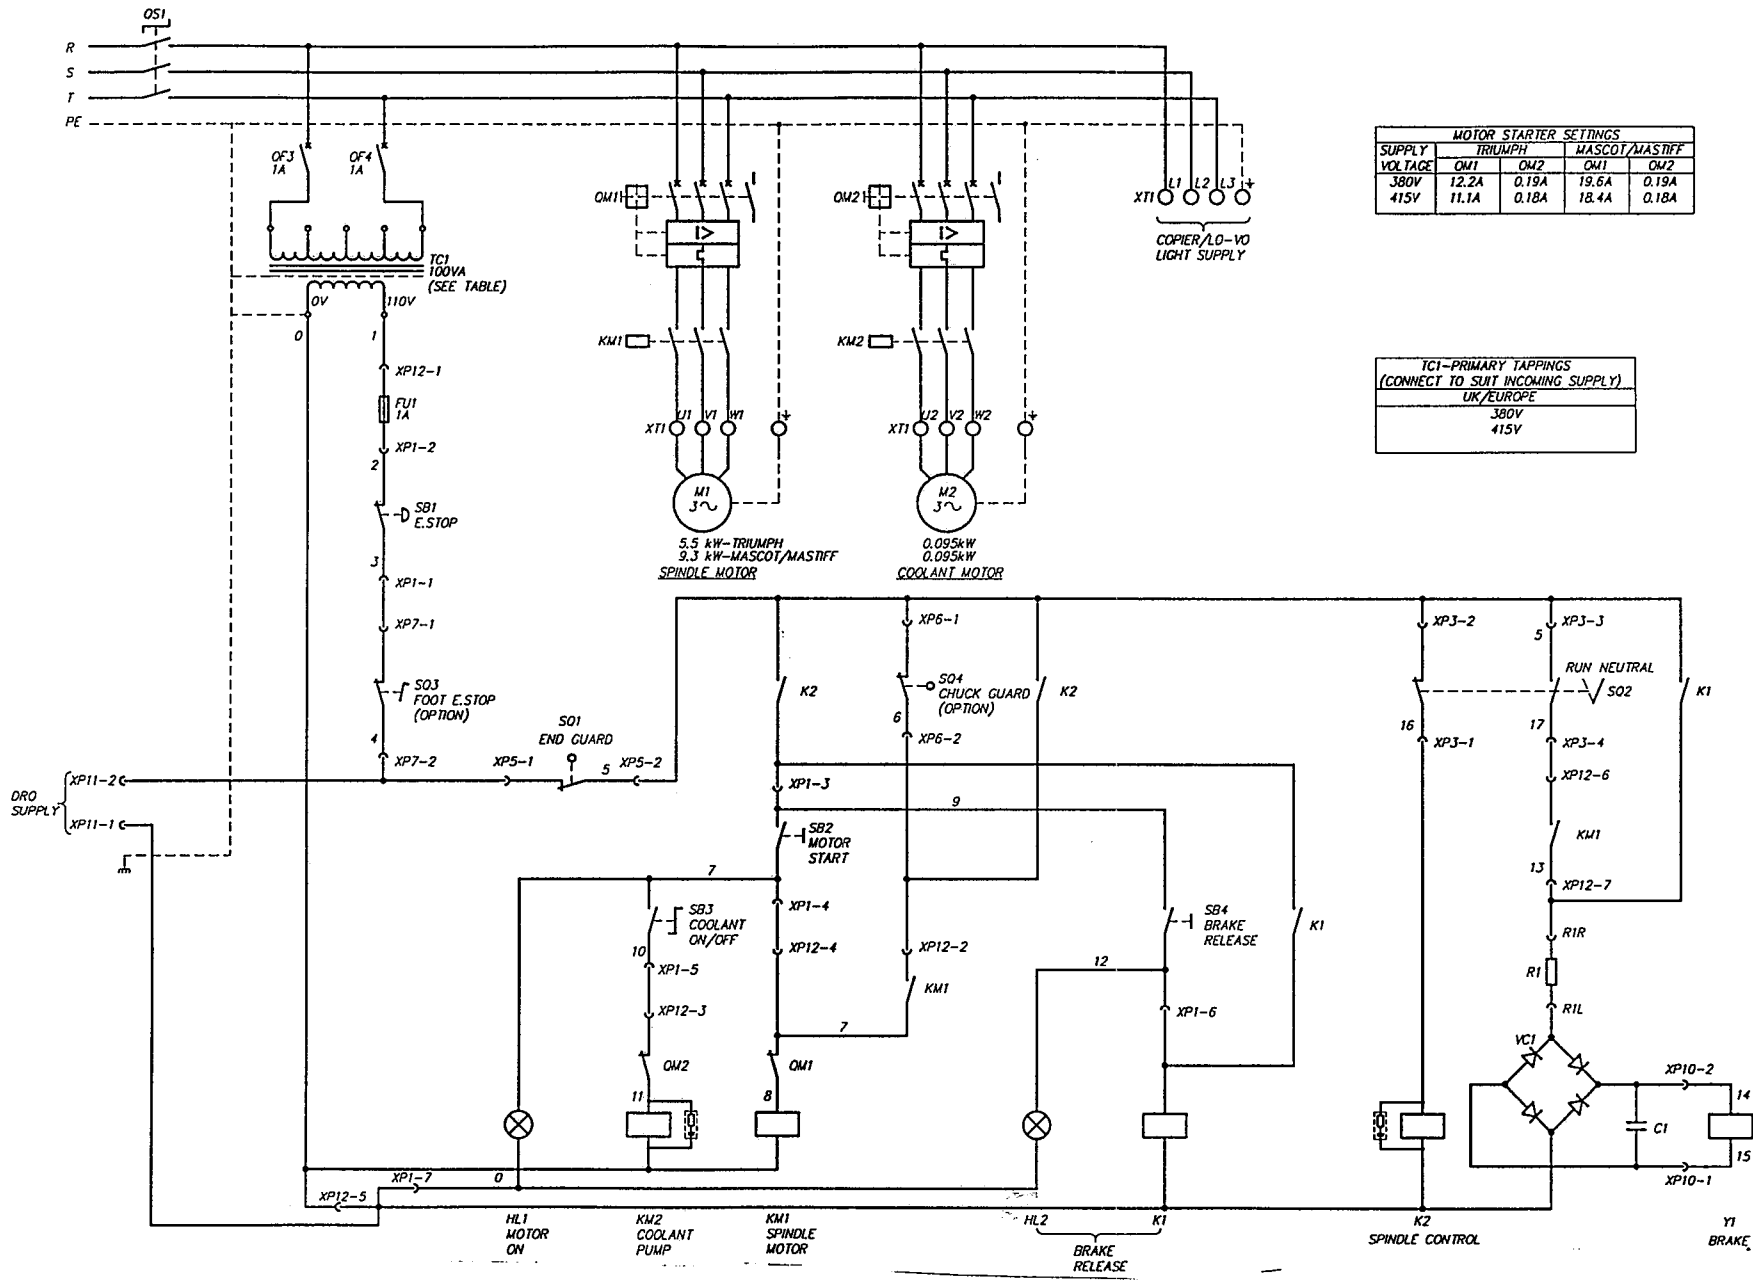 OS1
R
S
T
PE
OF3
1A
OF4
1A
TC1
100VA
(SEE TABLE)
0V
110V
0
1
XP12-1
FU1
1A
XP1-2
2
SB1
E.STOP
3
XP1-1
XP7-1
SQ3
FOOT E.STOP
(OPTION)
4
XP7-2
QM1
KM1
XT1
U1
V1
W1
M1
3~
5.5 kW-TRIUMPH
9.3 kW-MASCOT/MASTIFF
SPINDLE MOTOR
QM2
KM2
XT1
U2
V2
W2
M2
3~
0.095kW
0.095kW
COOLANT MOTOR
XT1
L1
L2
L3
COPIER/LO-VO
LIGHT SUPPLY
MOTOR STARTER SETTINGS
SUPPLY VOLTAGE TRIUMPH MASCOT/MASTIFF
QM1 QM2 QM1 QM2
380V 12.2A 0.19A 19.6A 0.19A
415V 11.1A 0.18A 18.4A 0.18A
TC1-PRIMARY TAPPINGS
(CONNECT TO SUIT INCOMING SUPPLY)
UK/EUROPE
380V
415V
DRO
SUPPLY
XP11-2
XP11-1
XP5-1
SQ1
END GUARD
5
XP5-2
K2
XP1-3
9
SB2
MOTOR
START
7
XP1-4
XP12-4
SB3
COOLANT
ON/OFF
10
XP1-5
XP12-3
QM2
11
QM1
8
XP6-1
SQ4
CHUCK GUARD
(OPTION)
6
XP6-2
K2
XP12-2
KM1
7
SB4
BRAKE
RELEASE
12
XP1-6
K1
XP3-2
16
XP3-1
5
XP3-3
RUN NEUTRAL
SQ2
17
XP3-4
XP12-6
KM1
13
XP12-7
K1
R1R
R1
R1L
VC1
C1
XP10-2
14
15
XP10-1
XP1-7
0
XP12-5
HL1
MOTOR
ON
KM2
COOLANT
PUMP
KM1
SPINDLE
MOTOR
HL2
K1
BRAKE
RELEASE
K2
SPINDLE CONTROL
Y1
BRAKE